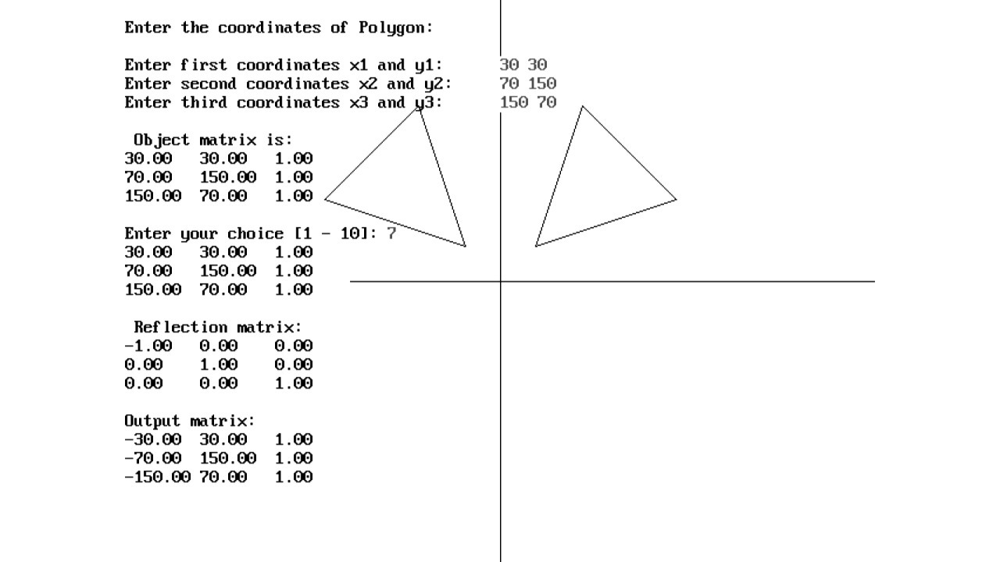 Enter the coordinates of Polygon:
Enter first coordinates x1 and y1: 30 30
Enter second coordinates x2 and y2: 70 150
Enter third coordinates x3 and y3: 150 70
Object matrix is:
30.00 30.00 1.00
70.00 150.00 1.00
150.00 70.00 1.00
Enter your choice [1 - 10]: 7
30.00 30.00 1.00
70.00 150.00 1.00
150.00 70.00 1.00
Reflection matrix:
-1.00 0.00 0.00
0.00 1.00 0.00
0.00 0.00 1.00
Output matrix:
-30.00 30.00 1.00
-70.00 150.00 1.00
-150.00 70.00 1.00